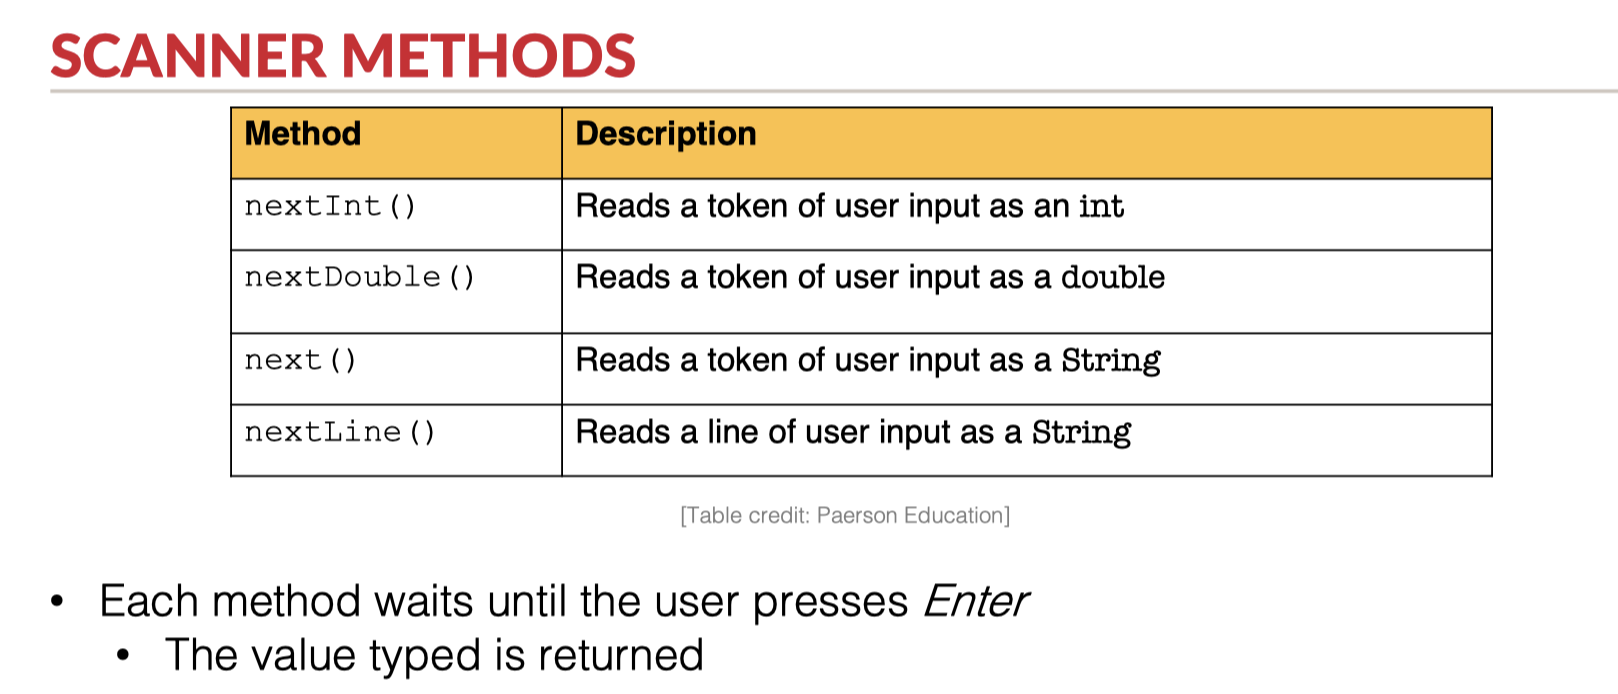 SCANNER METHODS
Method Description
nextInt() Reads a token of user input as an int
nextDouble() Reads a token of user input as a double
next() Reads a token of user input as a String
nextLine() Reads a line of user input as a String
[Table credit: Paerson Education]
• Each method waits until the user presses Enter
• The value typed is returned